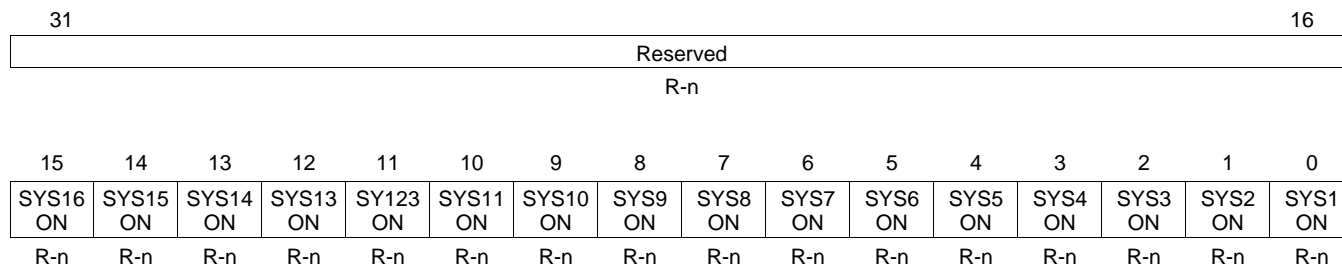 31 16
Reserved
R-n
15 14 13 12 11 10 9 8 7 6 5 4 3 2 1 0
SYS16 SYS15 SYS14 SYS13 SY123 SYS11 SYS10 SYS9 SYS8 SYS7 SYS6 SYS5 SYS4 SYS3 SYS2 SYS1
ON ON ON ON ON ON ON ON ON ON ON ON ON ON ON ON
R-n R-n R-n R-n R-n R-n R-n R-n R-n R-n R-n R-n R-n R-n R-n R-n